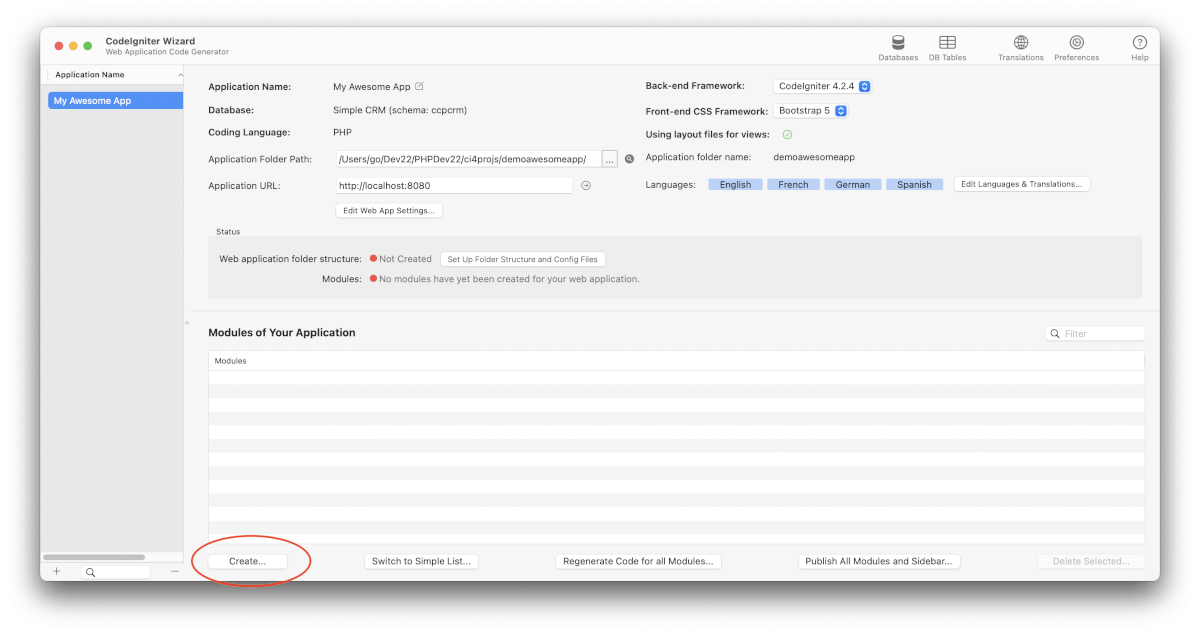 CodeIgniter Wizard
Web Application Code Generator
Databases
DB Tables
Translations
Preferences
Help
Application Name
My Awesome App
Application Name:
My Awesome App
Database:
Simple CRM (schema: ccpcrm)
Coding Language:
PHP
Application Folder Path:
/Users/go/Dev22/PHPDev22/ci4projs/demoawesomeapp/
...
Application URL:
http://localhost:8080
Edit Web App Settings...
Back-end Framework:
CodeIgniter 4.2.4
Front-end CSS Framework:
Bootstrap 5
Using layout files for views:
Application folder name:
demoawesomeapp
Languages:
English
French
German
Spanish
Edit Languages & Translations...
Status
Web application folder structure:
Not Created
Set Up Folder Structure and Config Files
Modules:
No modules have yet been created for your web application.
Modules of Your Application
Filter
Modules
Create...
Switch to Simple List...
Regenerate Code for all Modules...
Publish All Modules and Sidebar...
Delete Selected...